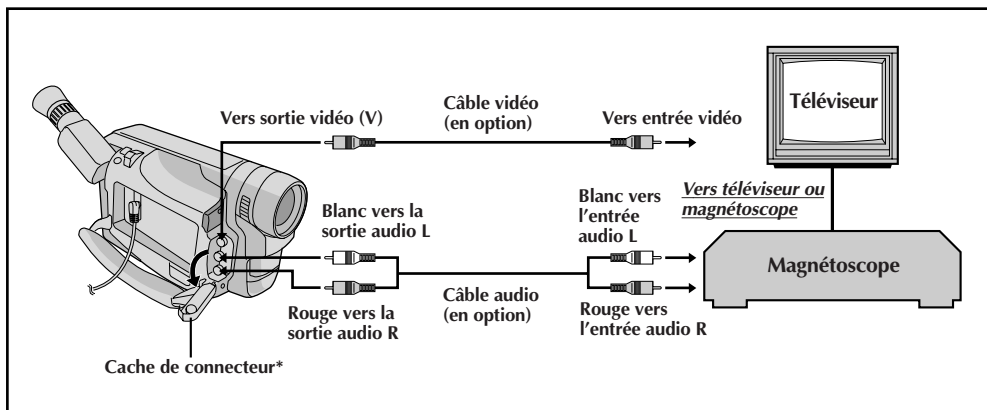 Vers sortie vidéo (V)
Câble vidéo
(en option)
Vers entrée vidéo
Téléviseur
Vers téléviseur ou
magnétoscope
Blanc vers la
sortie audio L
Blanc vers
l'entrée
audio L
Magnétoscope
Rouge vers la
sortie audio R
Câble audio
(en option)
Rouge vers
l'entrée audio R
Cache de connecteur*